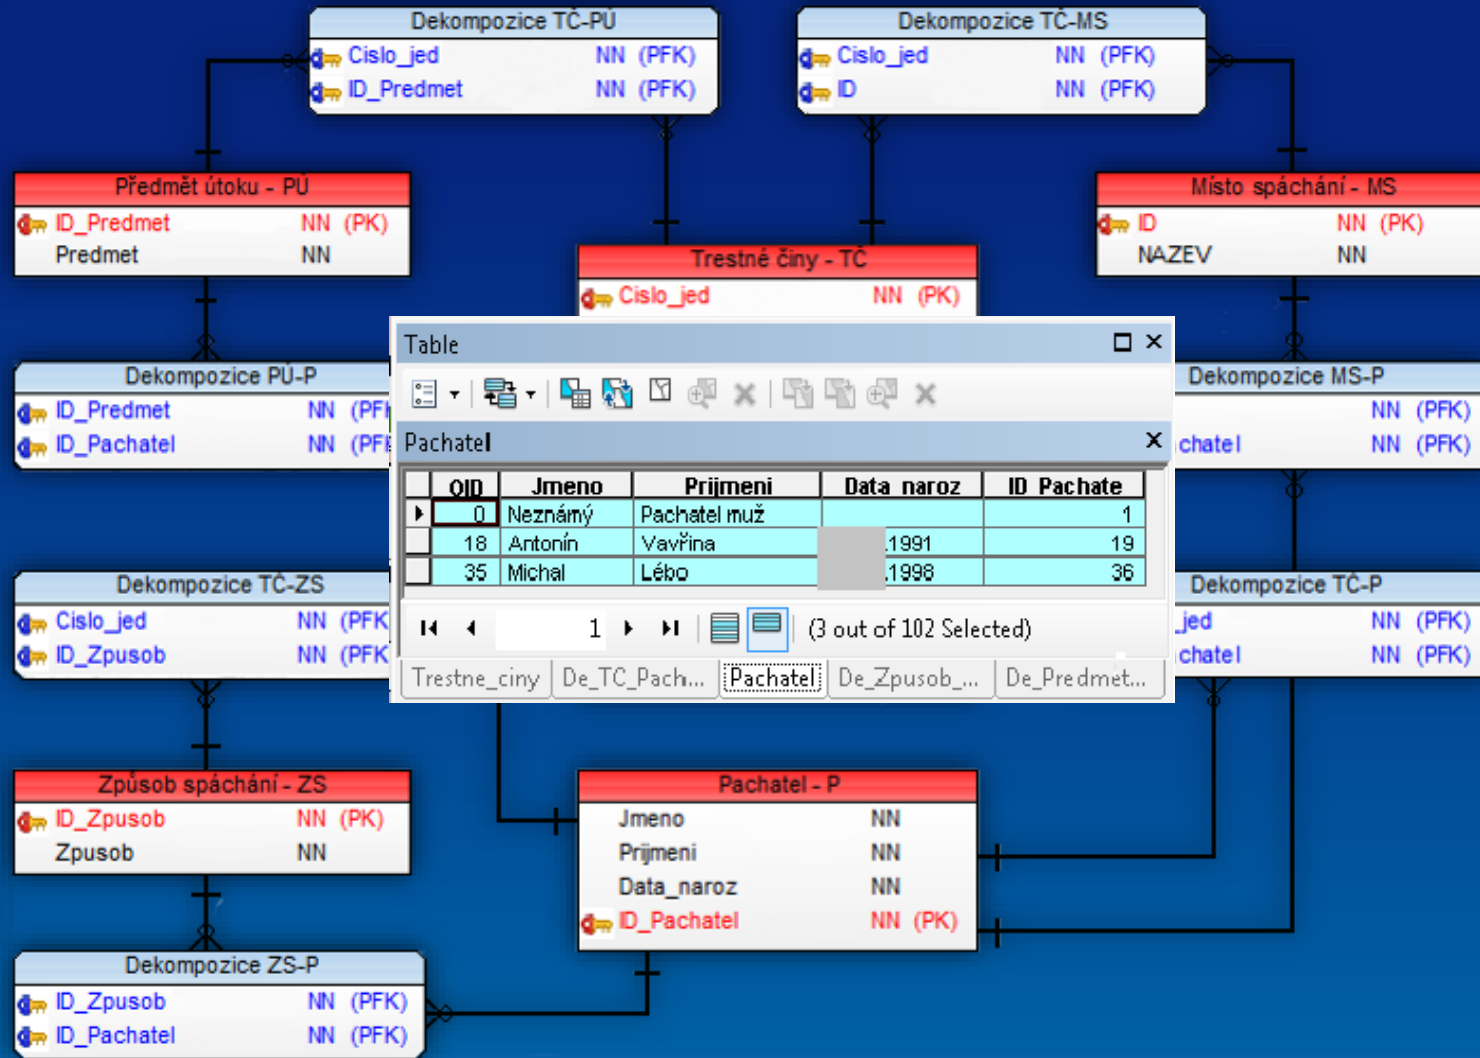 Dekompozice TČ-PÚ
Cislo_jed NN (PFK)
ID_Predmet NN (PFK)
Dekompozice TČ-MS
Cislo_jed NN (PFK)
ID NN (PFK)
Předmět útoku - PÚ
ID_Predmet NN (PK)
Predmet NN
Místo spáchání - MS
ID NN (PK)
NAZEV NN
Trestné činy - TČ
Cislo_jed NN (PK)
Dekompozice PÚ-P
ID_Predmet NN (PF
ID_Pachatel NN (PF
Table
Pachatel
OID Jmeno Prijmeni Data_naroz ID_Pachate
0 Neznámý Pachatel muž 1
18 Antonín Vavřina .1991 19
35 Michal Lébo .1998 36
1 (3 out of 102 Selected)
Trestne_ciny De_TC_Pach... Pachatel De_Zpusob_... De_Predmet...
Dekompozice MS-P
NN (PFK)
chatel NN (PFK)
Dekompozice TČ-ZS
Cislo_jed NN (PFK
ID_Zpusob NN (PFK
Dekompozice TČ-P
_jed NN (PFK)
chatel NN (PFK)
Způsob spáchání - ZS
ID_Zpusob NN (PK)
Zpusob NN
Pachatel - P
Jmeno NN
Prijmeni NN
Data_naroz NN
ID_Pachatel NN (PK)
Dekompozice ZS-P
ID_Zpusob NN (PFK)
ID_Pachatel NN (PFK)